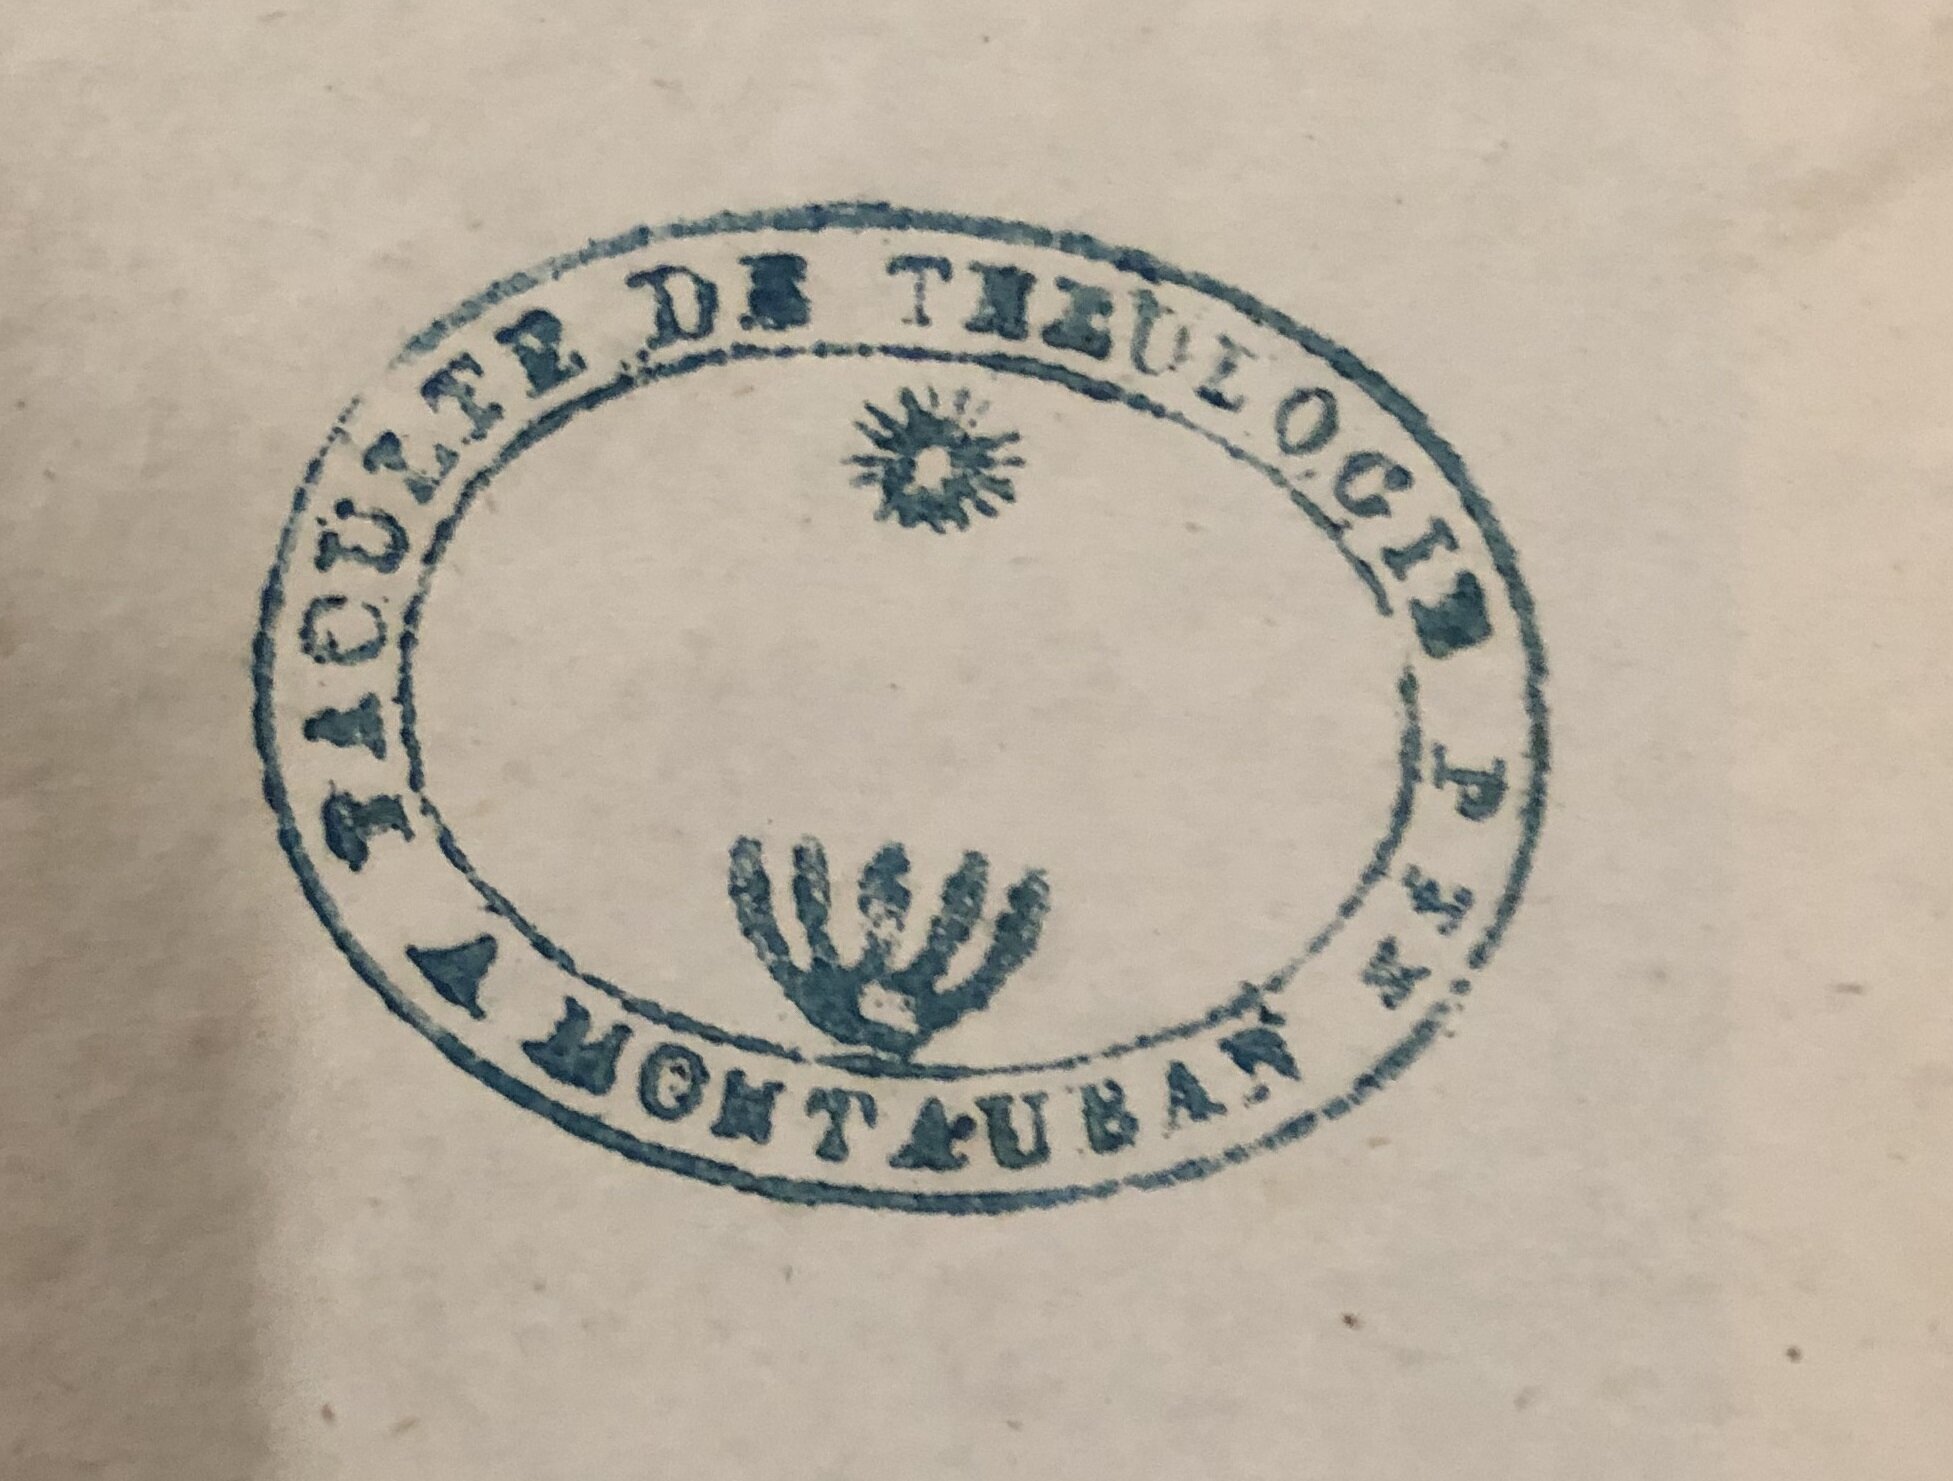 FACULTE DE THEOLOGIE P
A MONTAUBAN